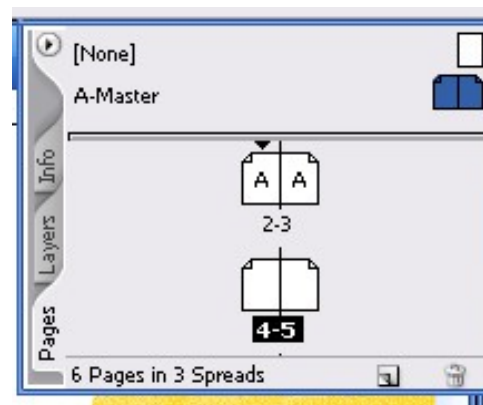 [None]
A-Master
Info
Layers
Pages
A A
2-3
4-5
6 Pages in 3 Spreads